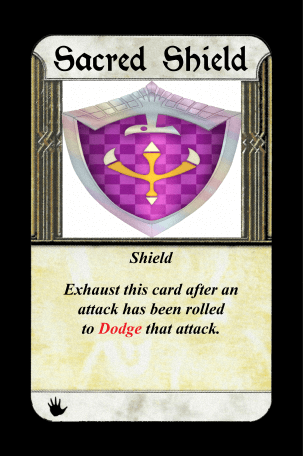 Sacred Shield
Shield
Exhaust this card after an
attack has been rolled
to Dodge that attack.